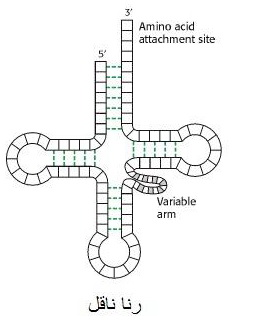 3′
Amino acid
attachment site
5′
Variable
arm
رنا ناقل